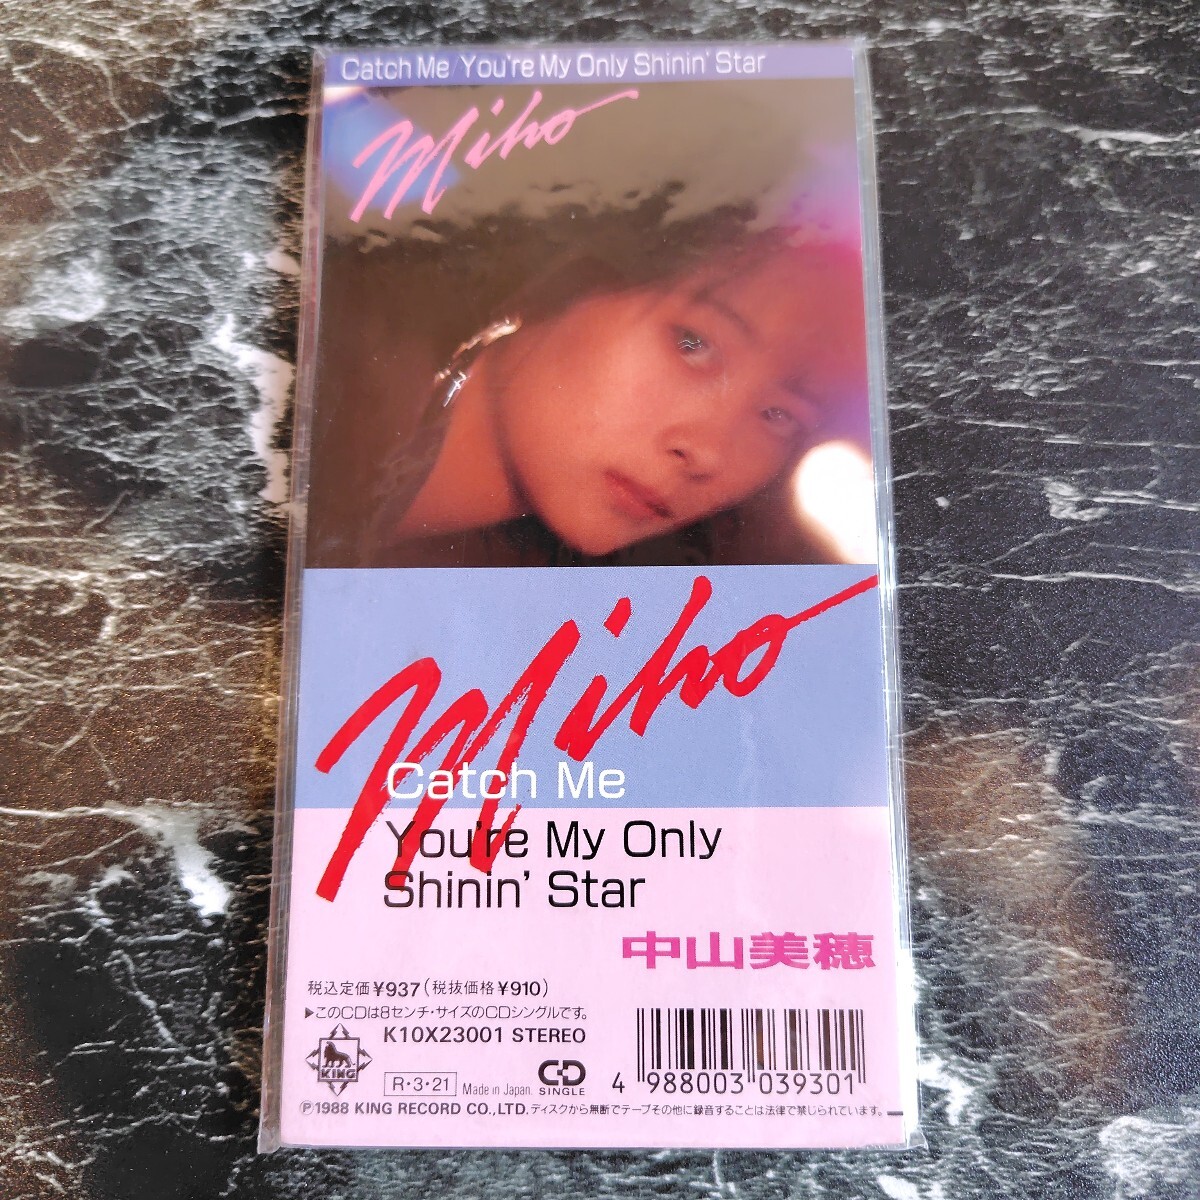 Catch Me/You're My Only Shinin' Star
Miho
Miho
Catch Me
You're My Only
Shinin' Star
中山美穂
税込定価¥937(税抜価格¥910)
▶このCDは8センチ・サイズのCDシングルです。
K10X23001 STEREO
KING
R・3・21
Made in Japan.
CD
SINGLE
4 988003 039301
Ⓟ1988 KING RECORD CO.,LTD. ディスクから無断でテープその他に録音することは法律で禁じられています。